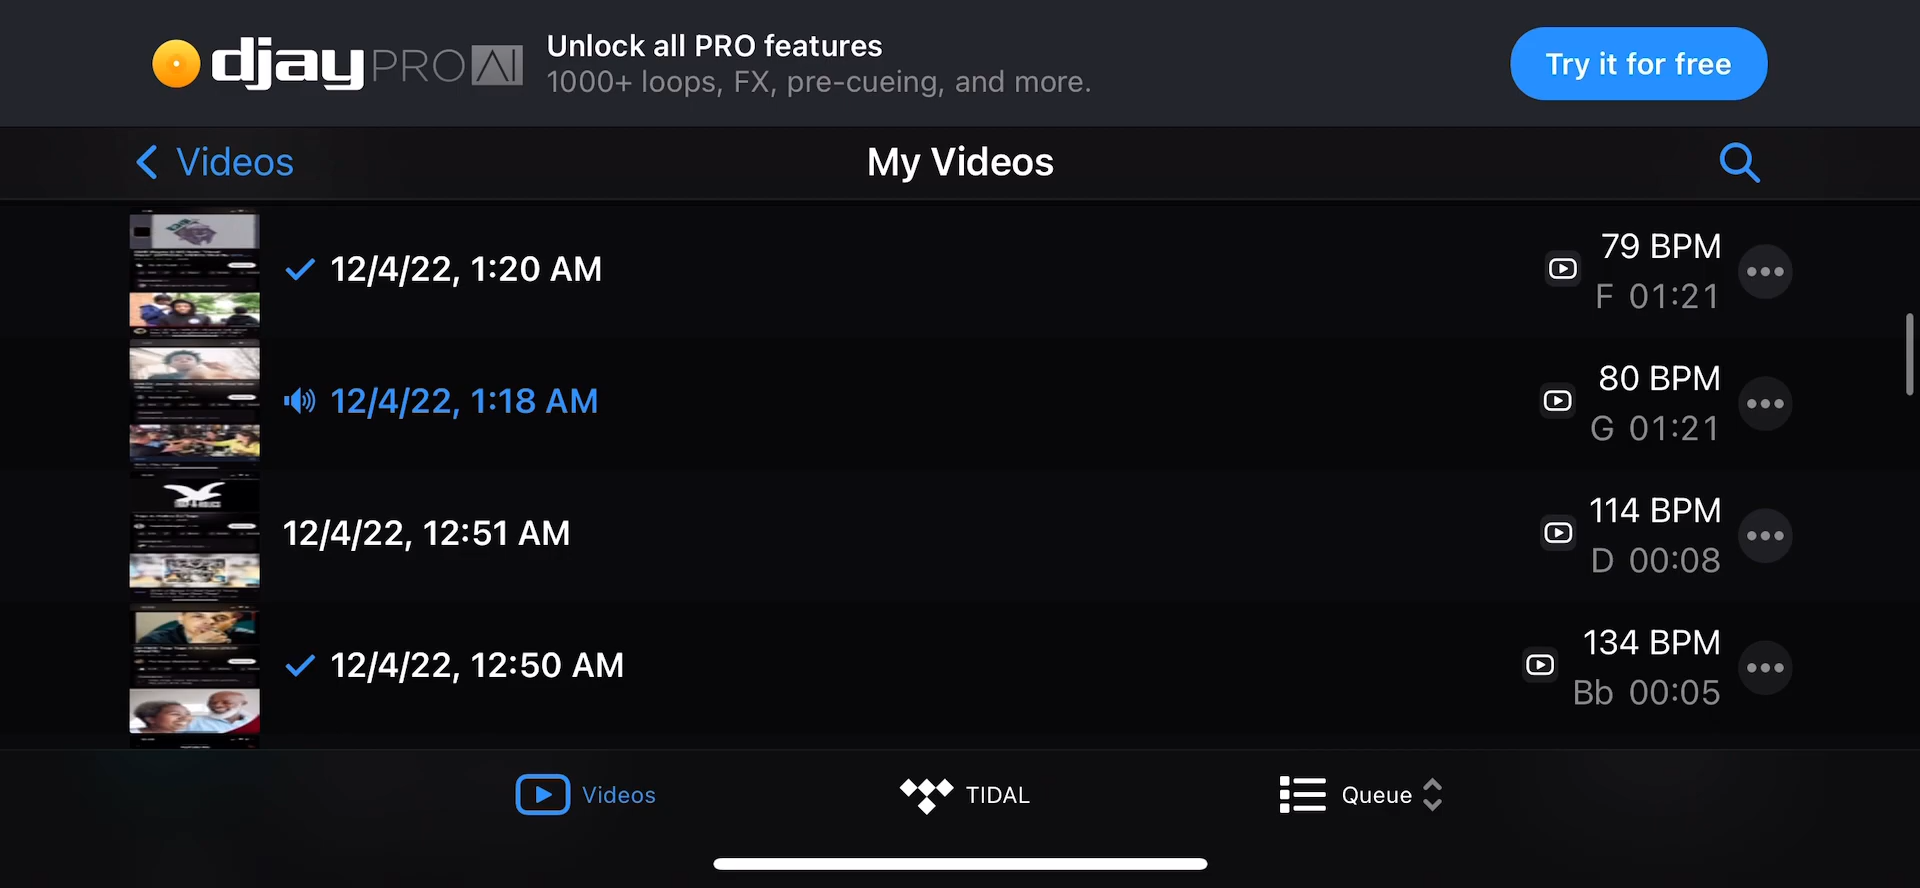 djay PRO AI
Unlock all PRO features
1000+ loops, FX, pre-cueing, and more.
Try it for free
Videos
My Videos
12/4/22, 1:20 AM
79 BPM
F 01:21
12/4/22, 1:18 AM
80 BPM
G 01:21
12/4/22, 12:51 AM
114 BPM
D 00:08
12/4/22, 12:50 AM
134 BPM
Bb 00:05
Videos
TIDAL
Queue